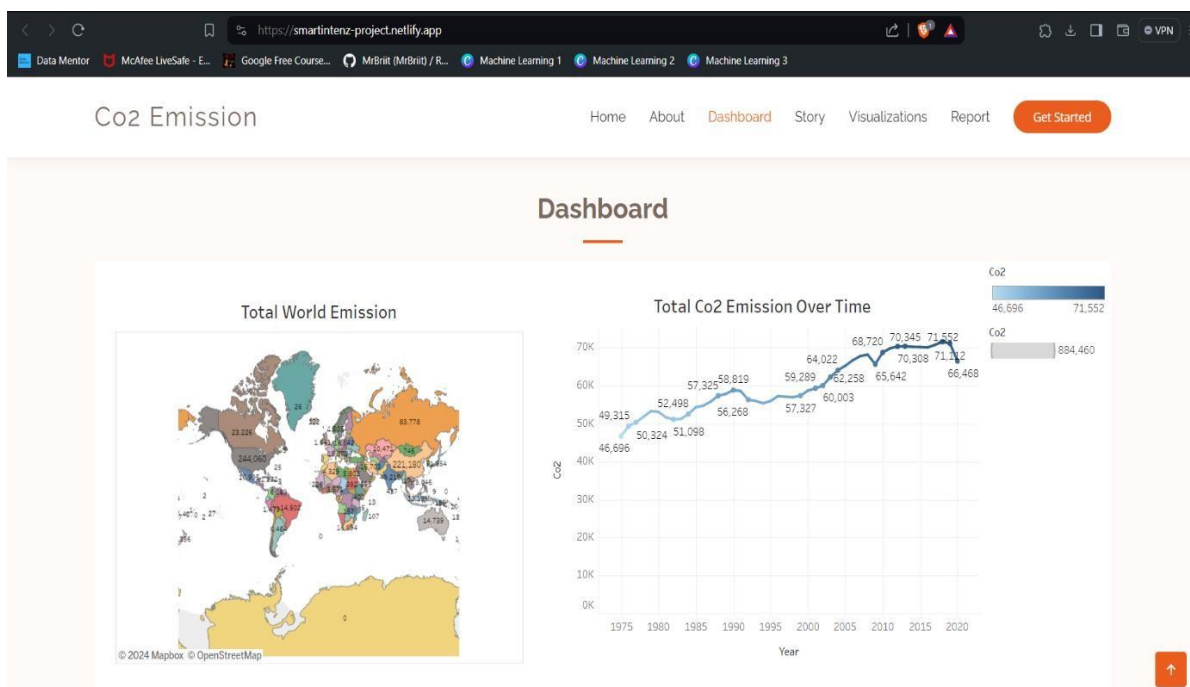 https://smartintenz-project.netlify.app
VPN
Data Mentor McAfee LiveSafe - E... Google Free Course... MrBriit (MrBriit) / R... Machine Learning 1 Machine Learning 2 Machine Learning 3
Co2 Emission
Home About Dashboard Story Visualizations Report Get Started
Dashboard
Total World Emission
26
23,226
83,778
244,060
221,180
14,502
14,739
107
0
© 2024 Mapbox © OpenStreetMap
Total Co2 Emission Over Time
Co2
70K
60K
50K
40K
30K
20K
10K
0K
46,696
49,315
50,324
52,498
51,098
57,325
58,819
56,268
57,327
59,289
60,003
62,258
64,022
68,720
65,642
70,345
70,308
71,552
71,112
66,468
1975 1980 1985 1990 1995 2000 2005 2010 2015 2020
Year
Co2
46,696 71,552
Co2
884,460